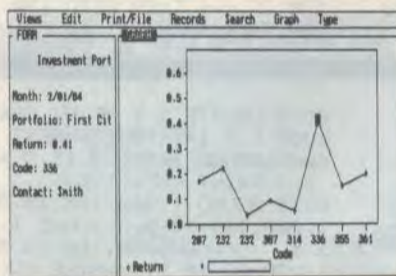 Views Edit Print/File Records Search Graph Type
FORM
GRAPH
Investment Port
Month: 2/01/84
Portfolio: First Cit
Return: 0.41
Code: 336
Contact: Smith
0.6
0.5
0.4
0.3
0.2
0.1
0.0
207 232 232 307 314 336 355 361
Code
Return